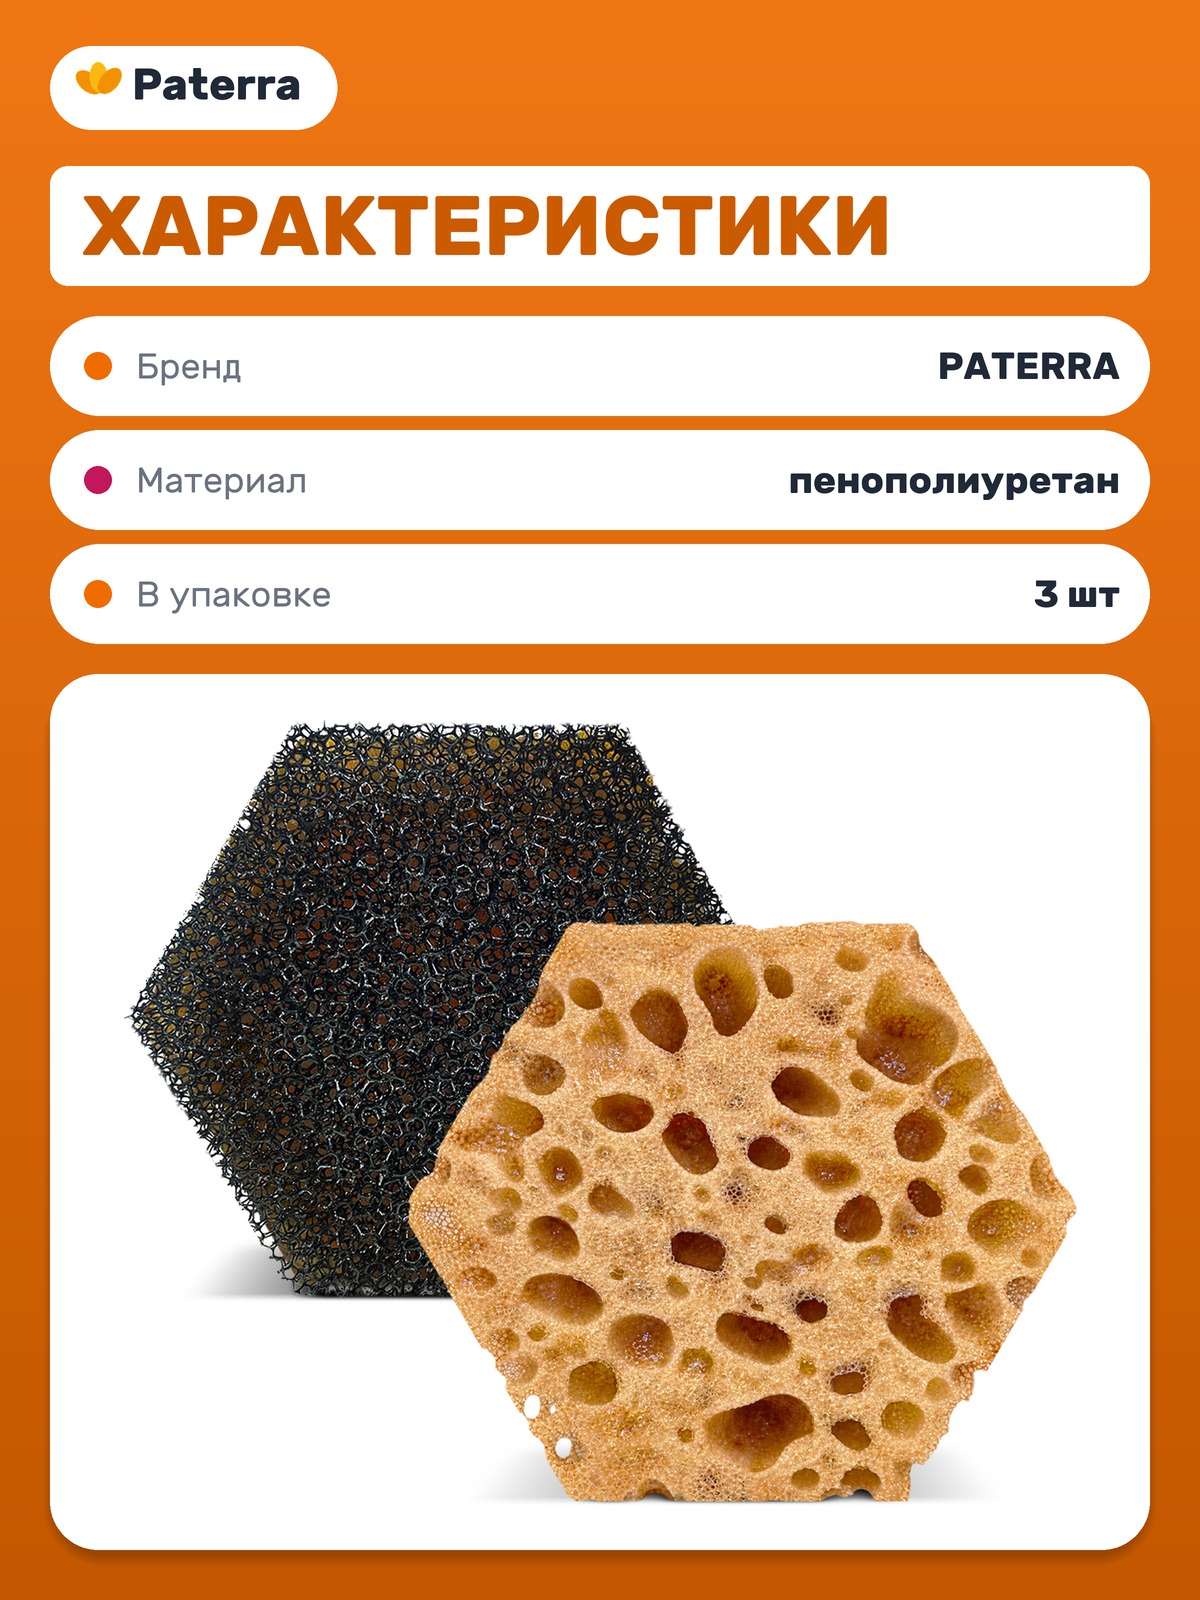 Paterra
ХАРАКТЕРИСТИКИ
Бренд PATERRA
Материал пенополиуретан
В упаковке 3 шт